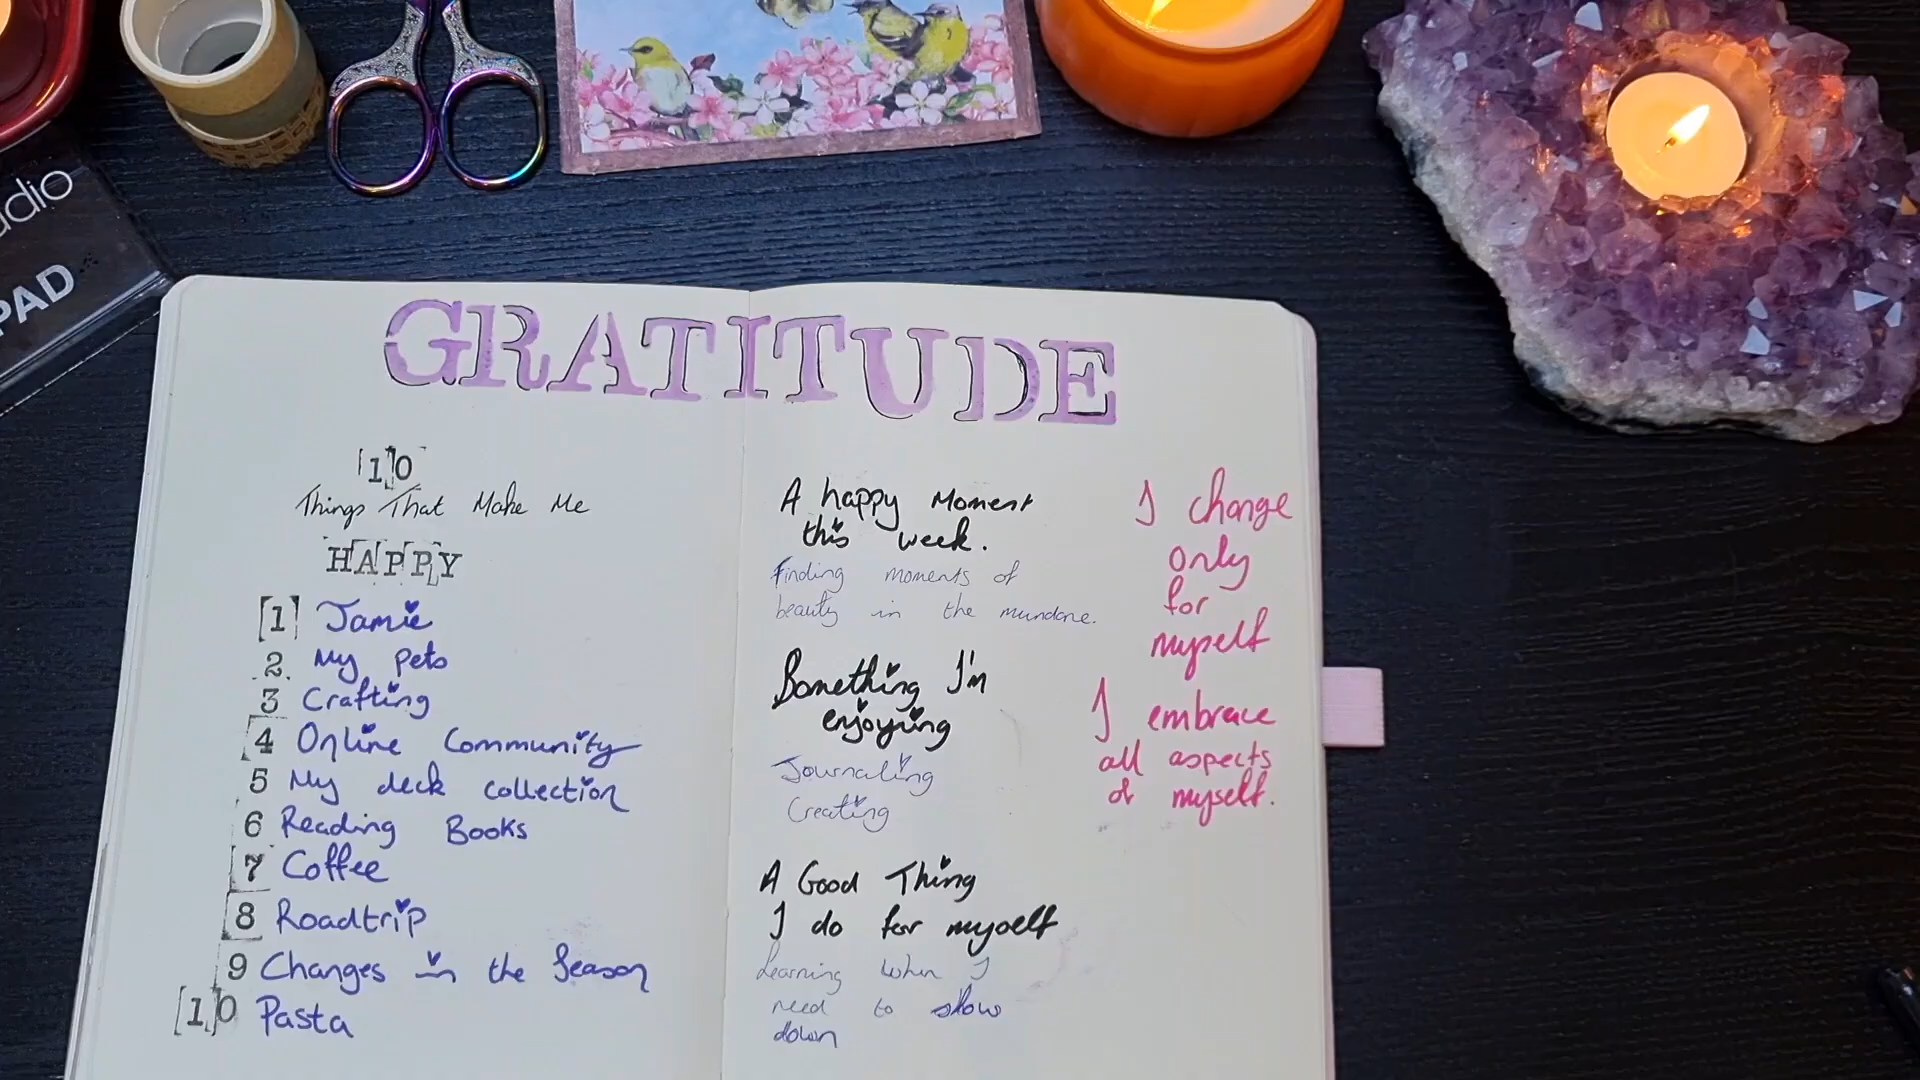 PAD
GRATITUDE
10
Things That Make Me
HAPPY
1 Jamie
2 My pets
3 Crafting
4 Online Community
5 My deck collection
6 Reading Books
7 Coffee
8 Roadtrip
9 Changes in the Season
10 Pasta
A happy Moment
this week.
Finding moments of
beauty in the mundane.
Something I'm
enjoying
Journaling
Creating
A Good Thing
I do for myself
Learning when I
need to slow
down
I change
only
for
myself
I embrace
all aspects
of myself.